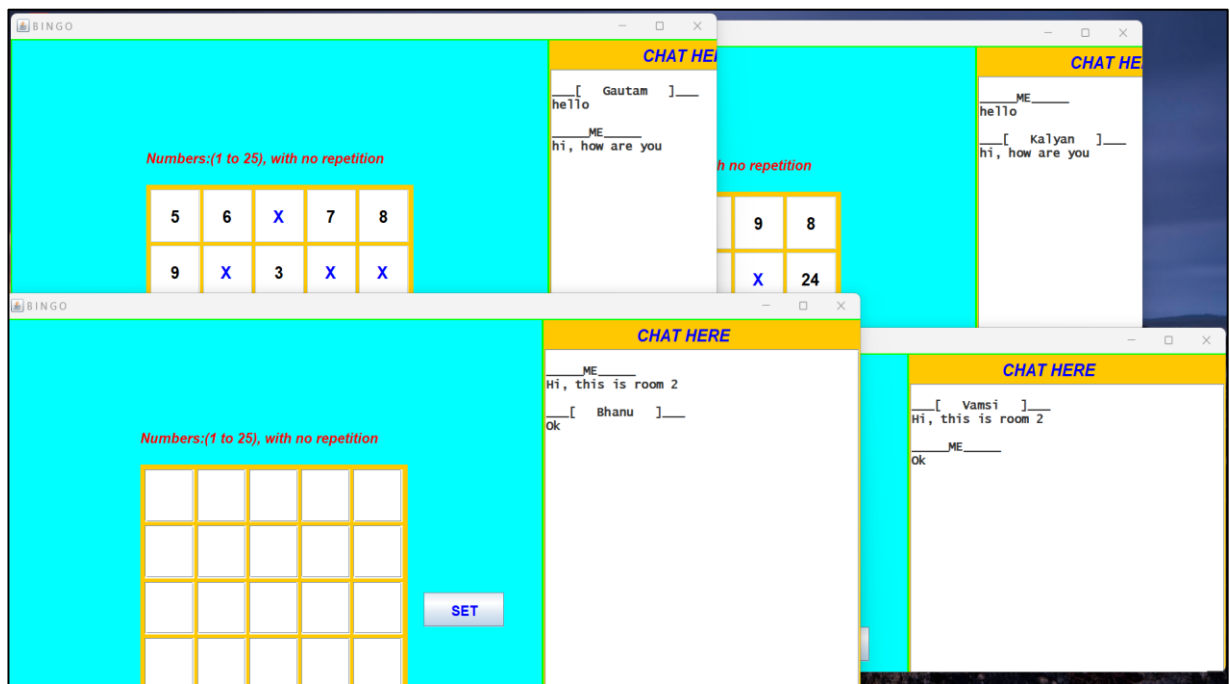 BINGO
CHAT HE
___[ Gautam ]___
hello
_____ME_____
hi, how are you
Numbers:(1 to 25), with no repetition
5 6 X 7 8
9 X 3 X X
CHAT HE
_____ME_____
hello
___[ Kalyan ]___
hi, how are you
no repetition
9 8
X 24
BINGO
CHAT HERE
_____ME_____
Hi, this is room 2
___[ Bhanu ]___
Ok
Numbers:(1 to 25), with no repetition
SET
CHAT HERE
___[ Vamsi ]___
Hi, this is room 2
_____ME_____
Ok